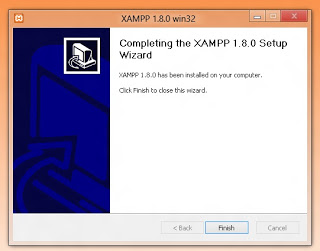 XAMPP 1.8.0 win32
Completing the XAMPP 1.8.0 Setup
Wizard
XAMPP 1.8.0 has been installed on your computer.
Click Finish to close this wizard.
< Back
Finish
Cancel